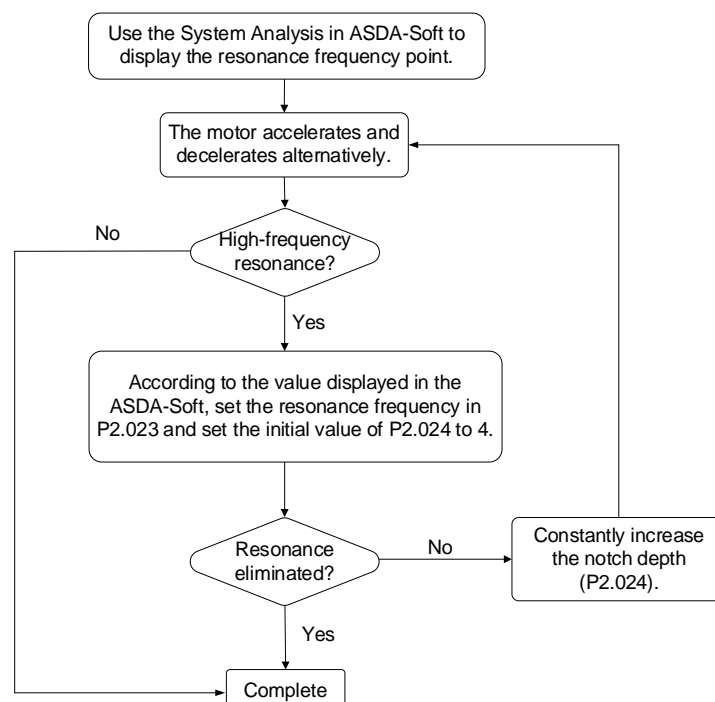 Use the System Analysis in ASDA-Soft to
display the resonance frequency point.
The motor accelerates and
decelerates alternatively.
No
High-frequency
resonance?
Yes
According to the value displayed in the
ASDA-Soft, set the resonance frequency in
P2.023 and set the initial value of P2.024 to 4.
Resonance
eliminated?
No
Constantly increase
the notch depth
(P2.024).
Yes
Complete